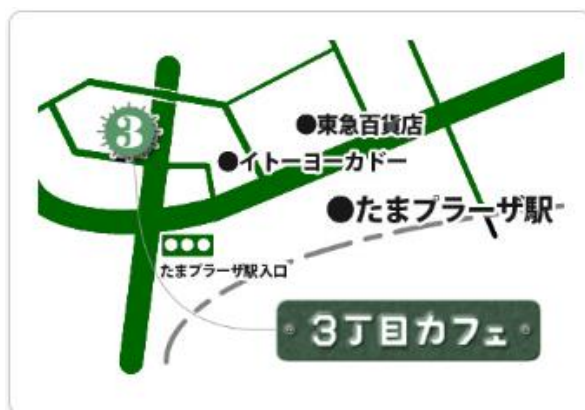 3
●東急百貨店
●イトーヨーカドー
●たまプラーザ駅
たまプラーザ駅入口
3丁目カフェ